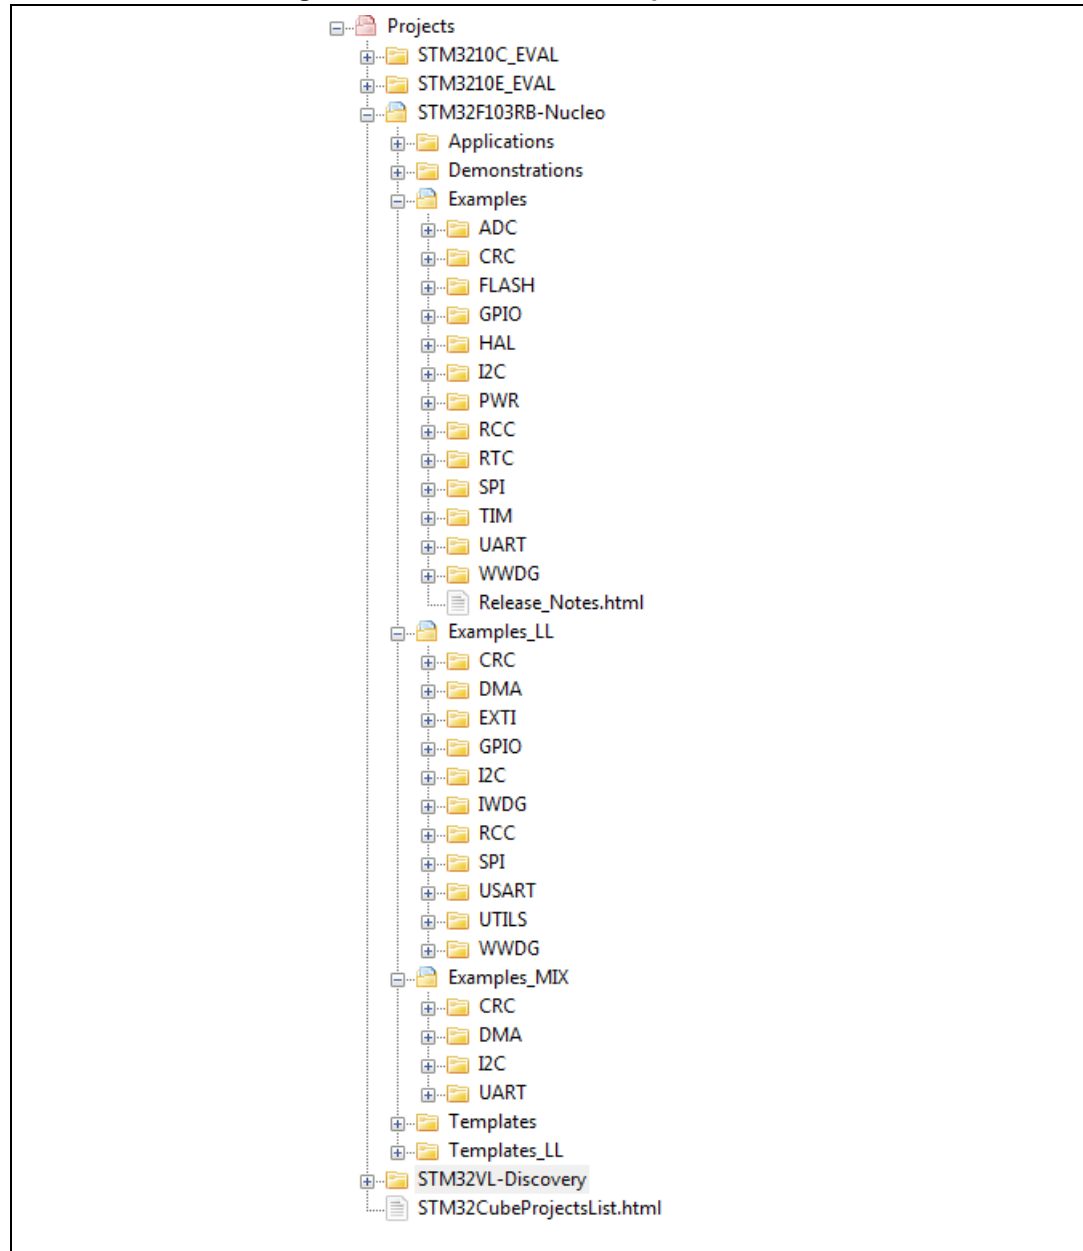 Projects
STM3210C_EVAL
STM3210E_EVAL
STM32F103RB-Nucleo
Applications
Demonstrations
Examples
ADC
CRC
FLASH
GPIO
HAL
I2C
PWR
RCC
RTC
SPI
TIM
UART
WWDG
Release_Notes.html
Examples_LL
CRC
DMA
EXTI
GPIO
I2C
IWDG
RCC
SPI
USART
UTILS
WWDG
Examples_MIX
CRC
DMA
I2C
UART
Templates
Templates_LL
STM32VL-Discovery
STM32CubeProjectsList.html